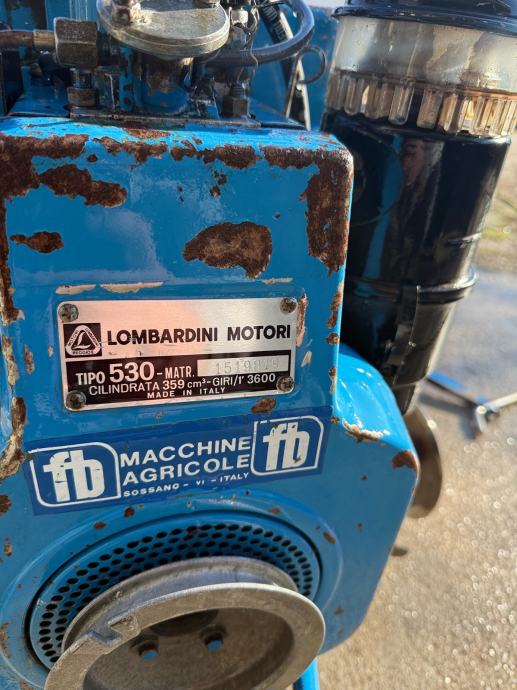 LOMBARDINI MOTORI
TIPO 530-MATR.
CILINDRATA 359 cm³-GIRI/1' 3600
MADE IN ITALY
fb MACCHINE AGRICOLE fb
SOSSANO - VI - ITALY